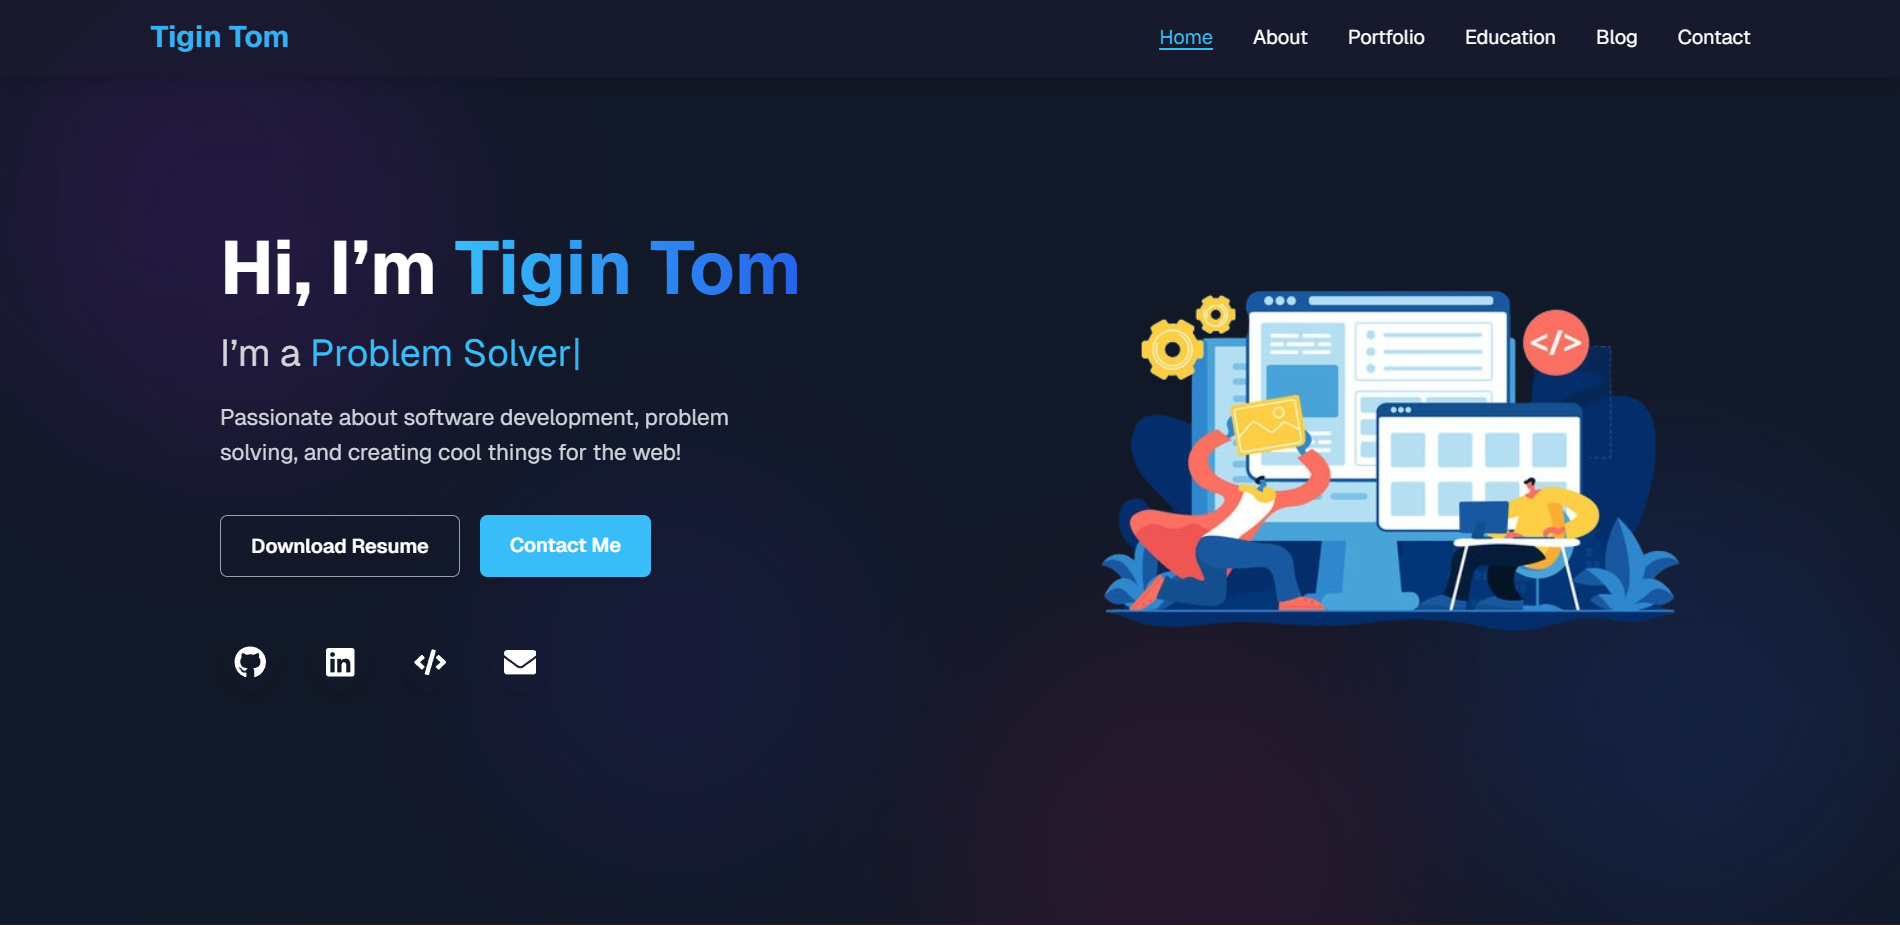 Tigin Tom
Home About Portfolio Education Blog Contact
Hi, I’m Tigin Tom
I’m a Problem Solver|
Passionate about software development, problem
solving, and creating cool things for the web!
Download Resume
Contact Me